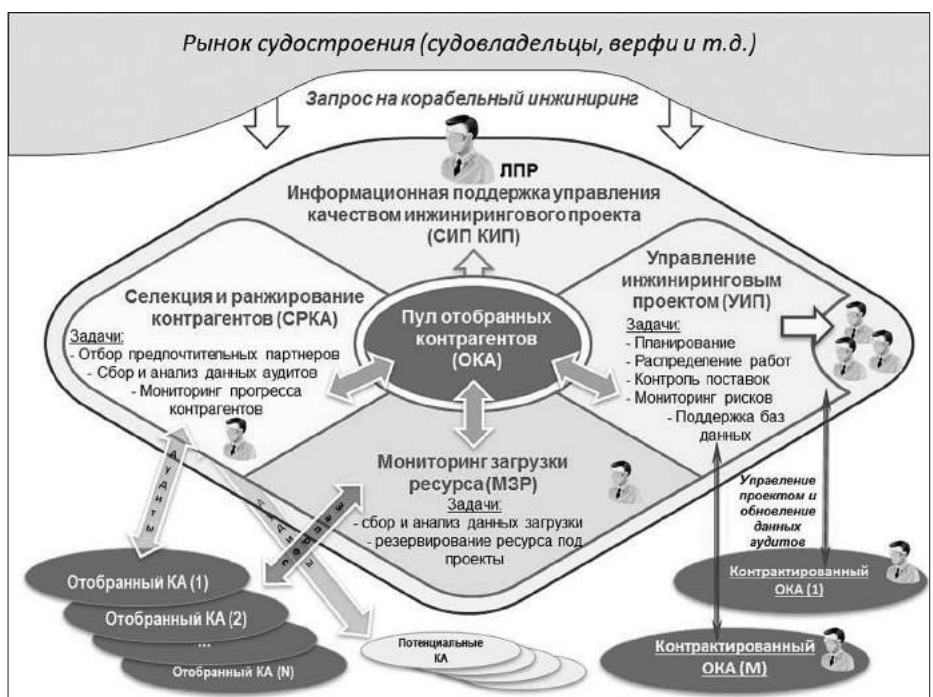 Рынок судостроения (судовладельцы, верфи и т.д.)
Запрос на корабельный инжиниринг
ЛПР
Информационная поддержка управления
качеством инжинирингового проекта
(СИП КИП)
Селекция и ранжирование
контрагентов (СРКА)
Задачи:
- Отбор предпочтительных партнеров
- Сбор и анализ данных аудитов
- Мониторинг прогресса
контрагентов
Пул отобранных
контрагентов
(ОКА)
Управление
инжиниринговым
проектом (УИП)
Задачи:
- Планирование
- Распределение работ
- Контроль поставок
- Мониторинг рисков
- Поддержка баз
данных
Мониторинг загрузки
ресурса (МЗР)
Задачи:
- сбор и анализ данных загрузки
- резервирование ресурса под
проекты
аудиты
Управление
проектом и
обновление
данных
аудитов
Отобранный КА (1)
Отобранный КА (2)
...
Отобранный КА (N)
Потенциальные
КА
Контрактированный
ОКА (1)
Контрактированный
ОКА (М)